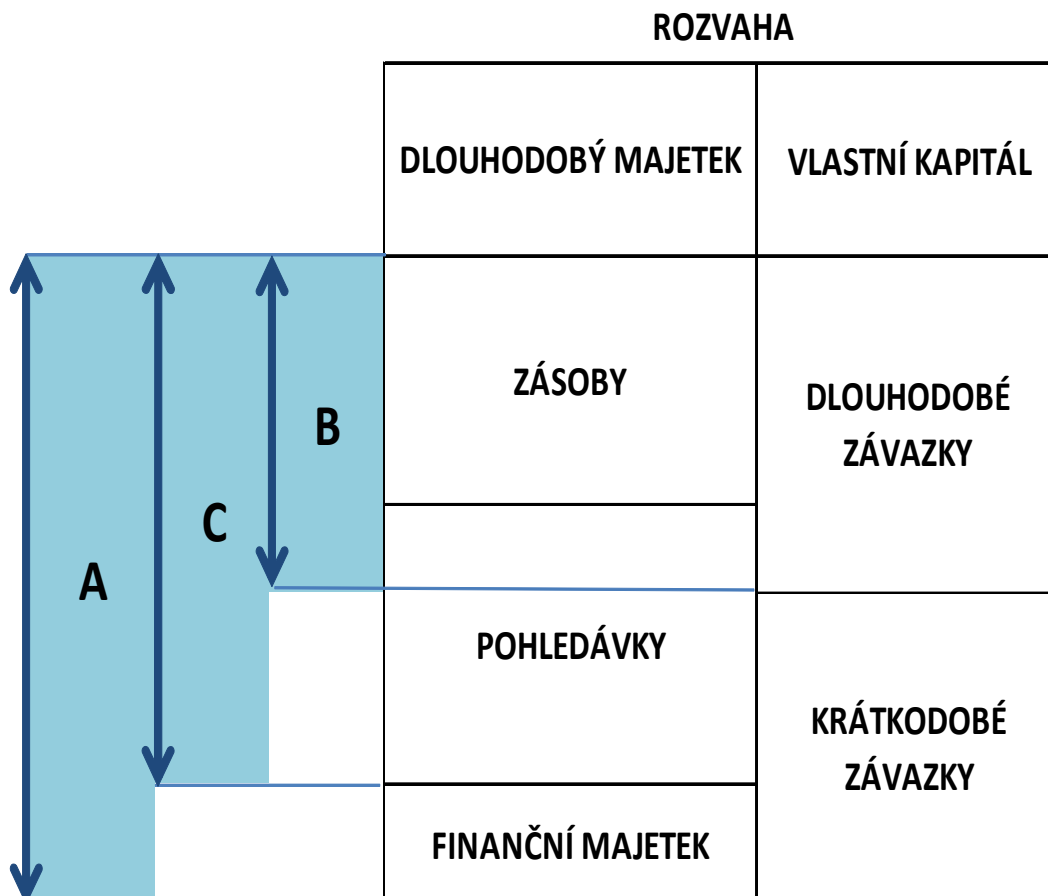 ROZVAHA
DLOUHODOBÝ MAJETEK
VLASTNÍ KAPITÁL
ZÁSOBY
DLOUHODOBÉ
ZÁVAZKY
B
C
A
POHLEDÁVKY
KRÁTKODOBÉ
ZÁVAZKY
FINANČNÍ MAJETEK